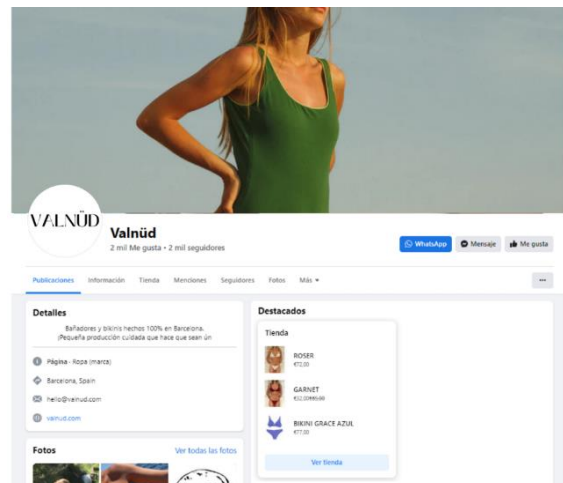 VALNÜD
Valnüd
2 mil Me gusta • 2 mil seguidores
WhatsApp
Mensaje
Me gusta
Publicaciones
Información
Tienda
Menciones
Seguidores
Fotos
Más
Detalles
Bañadores y bikinis hechos 100% en Barcelona.
¡Pequeña producción cuidada que hace que sean ún
Página · Ropa (marca)
Barcelona, Spain
hello@valnud.com
valnud.com
Fotos
Ver todas las fotos
Destacados
Tienda
ROSER
€72,00
GARNET
BIKINI GRACE AZUL
€77,00
Ver tienda